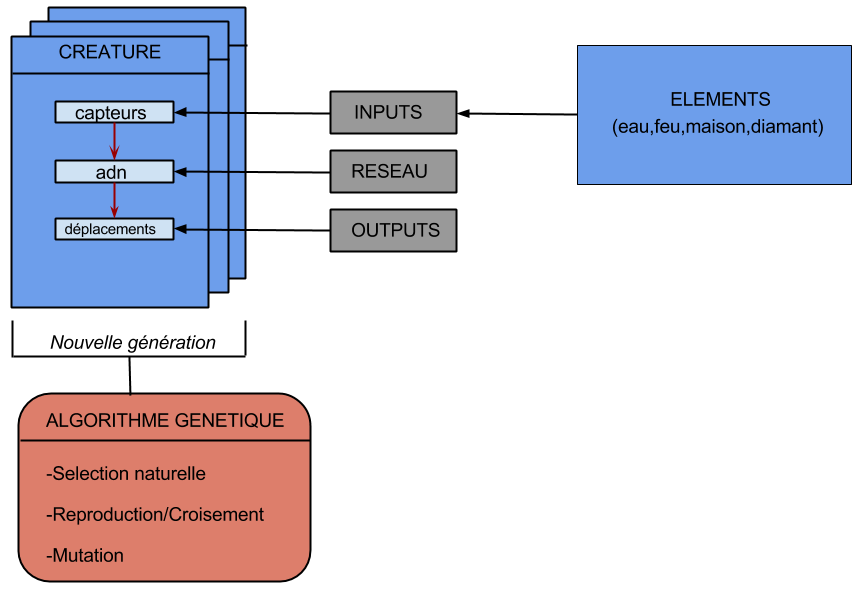 CREATURE
capteurs
adn
déplacements
INPUTS
RESEAU
OUTPUTS
ELEMENTS
(eau,feu,maison,diamant)
Nouvelle génération
ALGORITHME GENETIQUE
-Selection naturelle
-Reproduction/Croisement
-Mutation